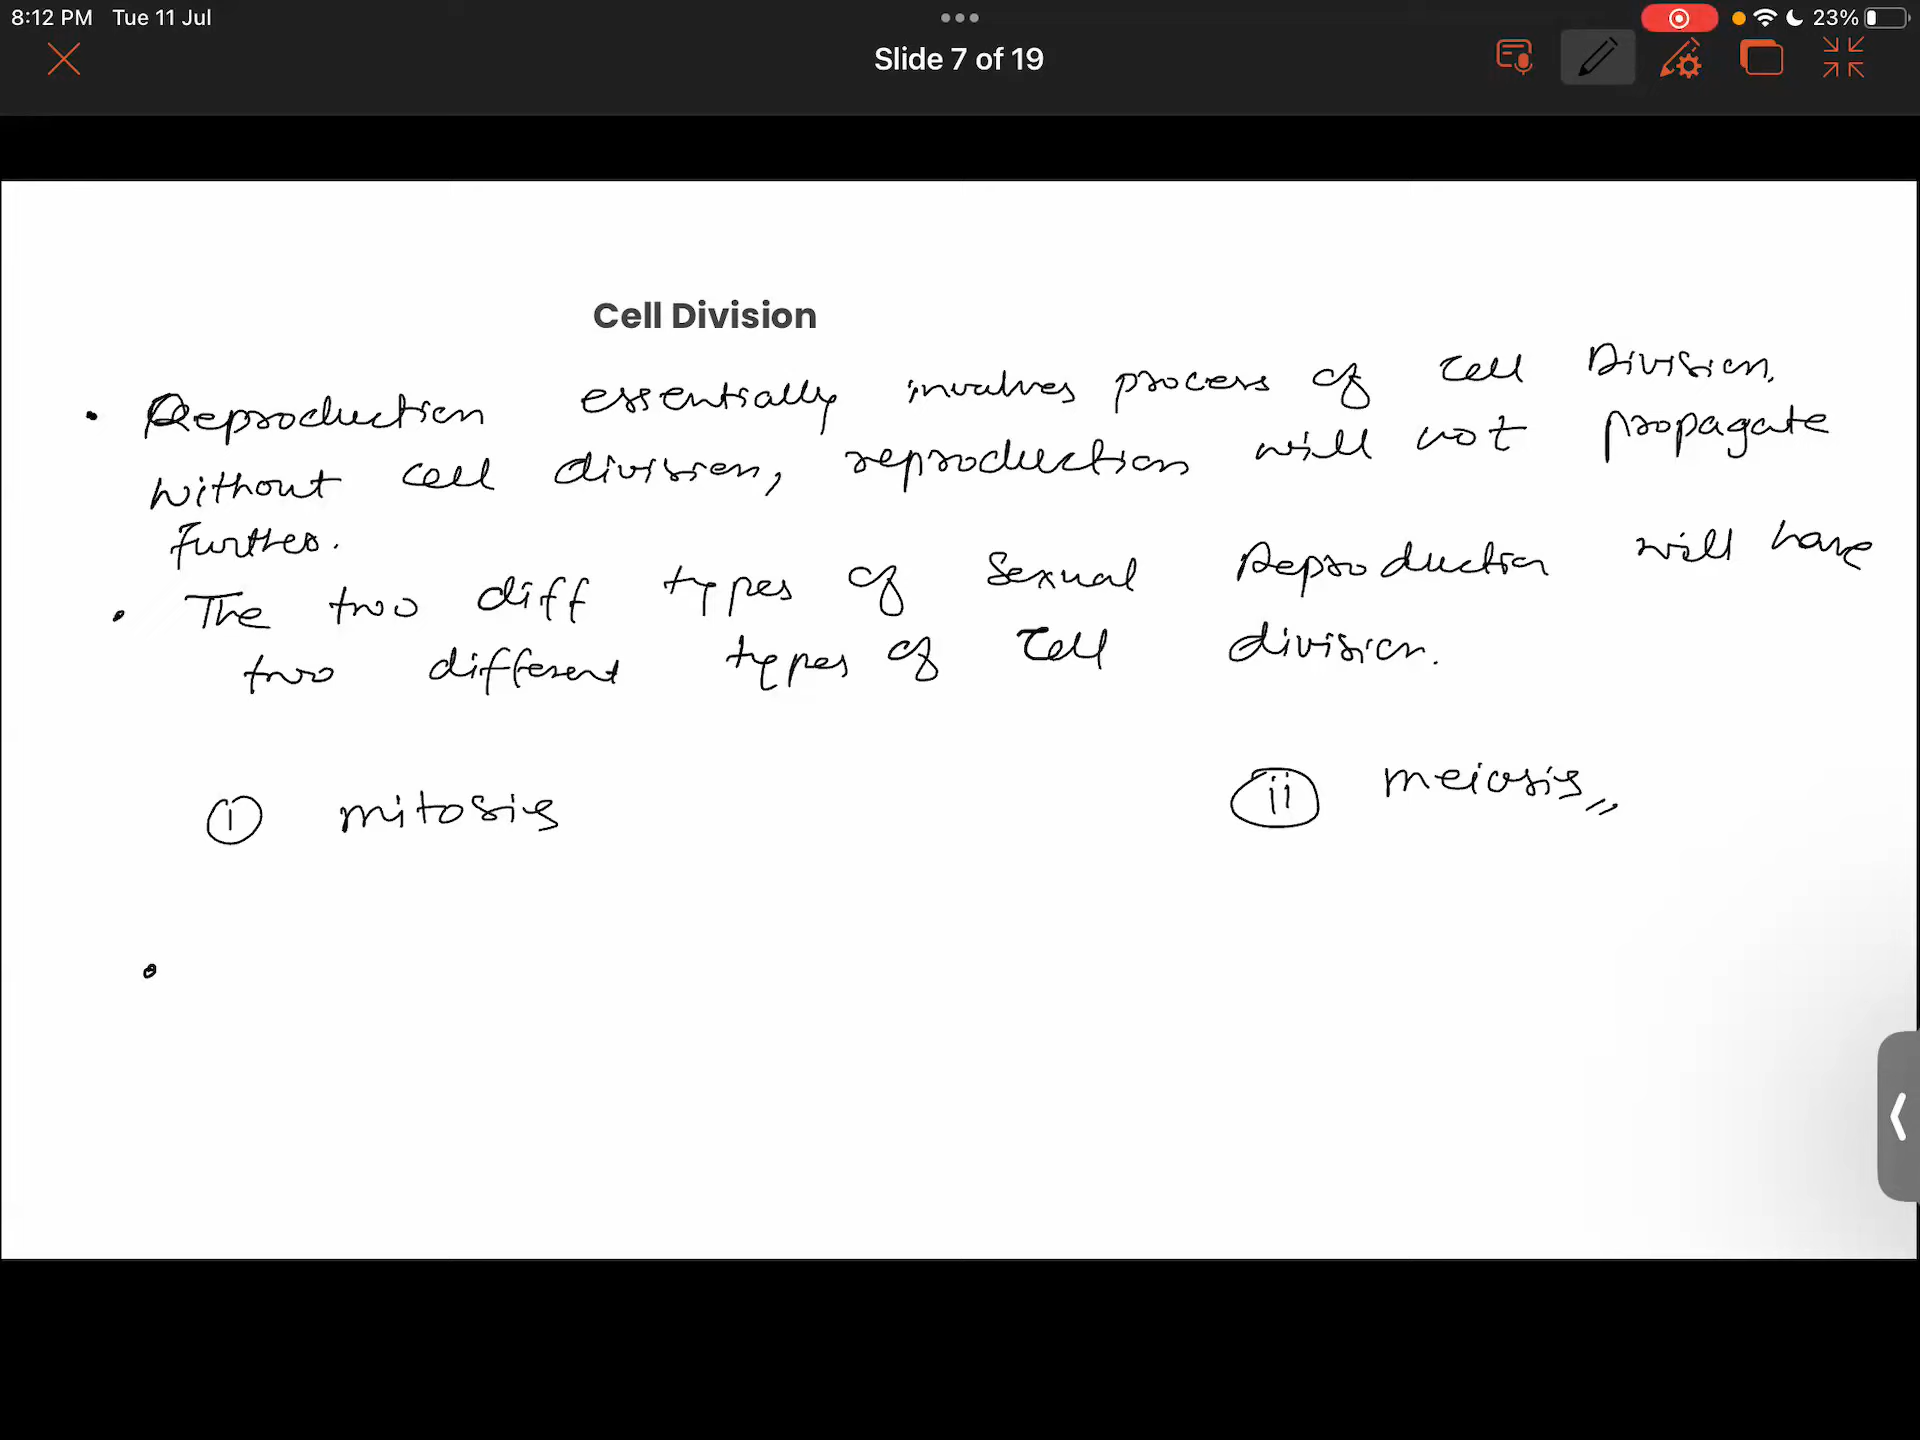 8:12 PM Tue 11 Jul
23%
Slide 7 of 19
Cell Division
• Reproduction essentially involves process of Cell Division.
without cell division, reproduction will not propagate
further.
• The two diff types of Sexual Reproduction will have
two different types of Cell division.
i mitosis ii meiosis,,
•